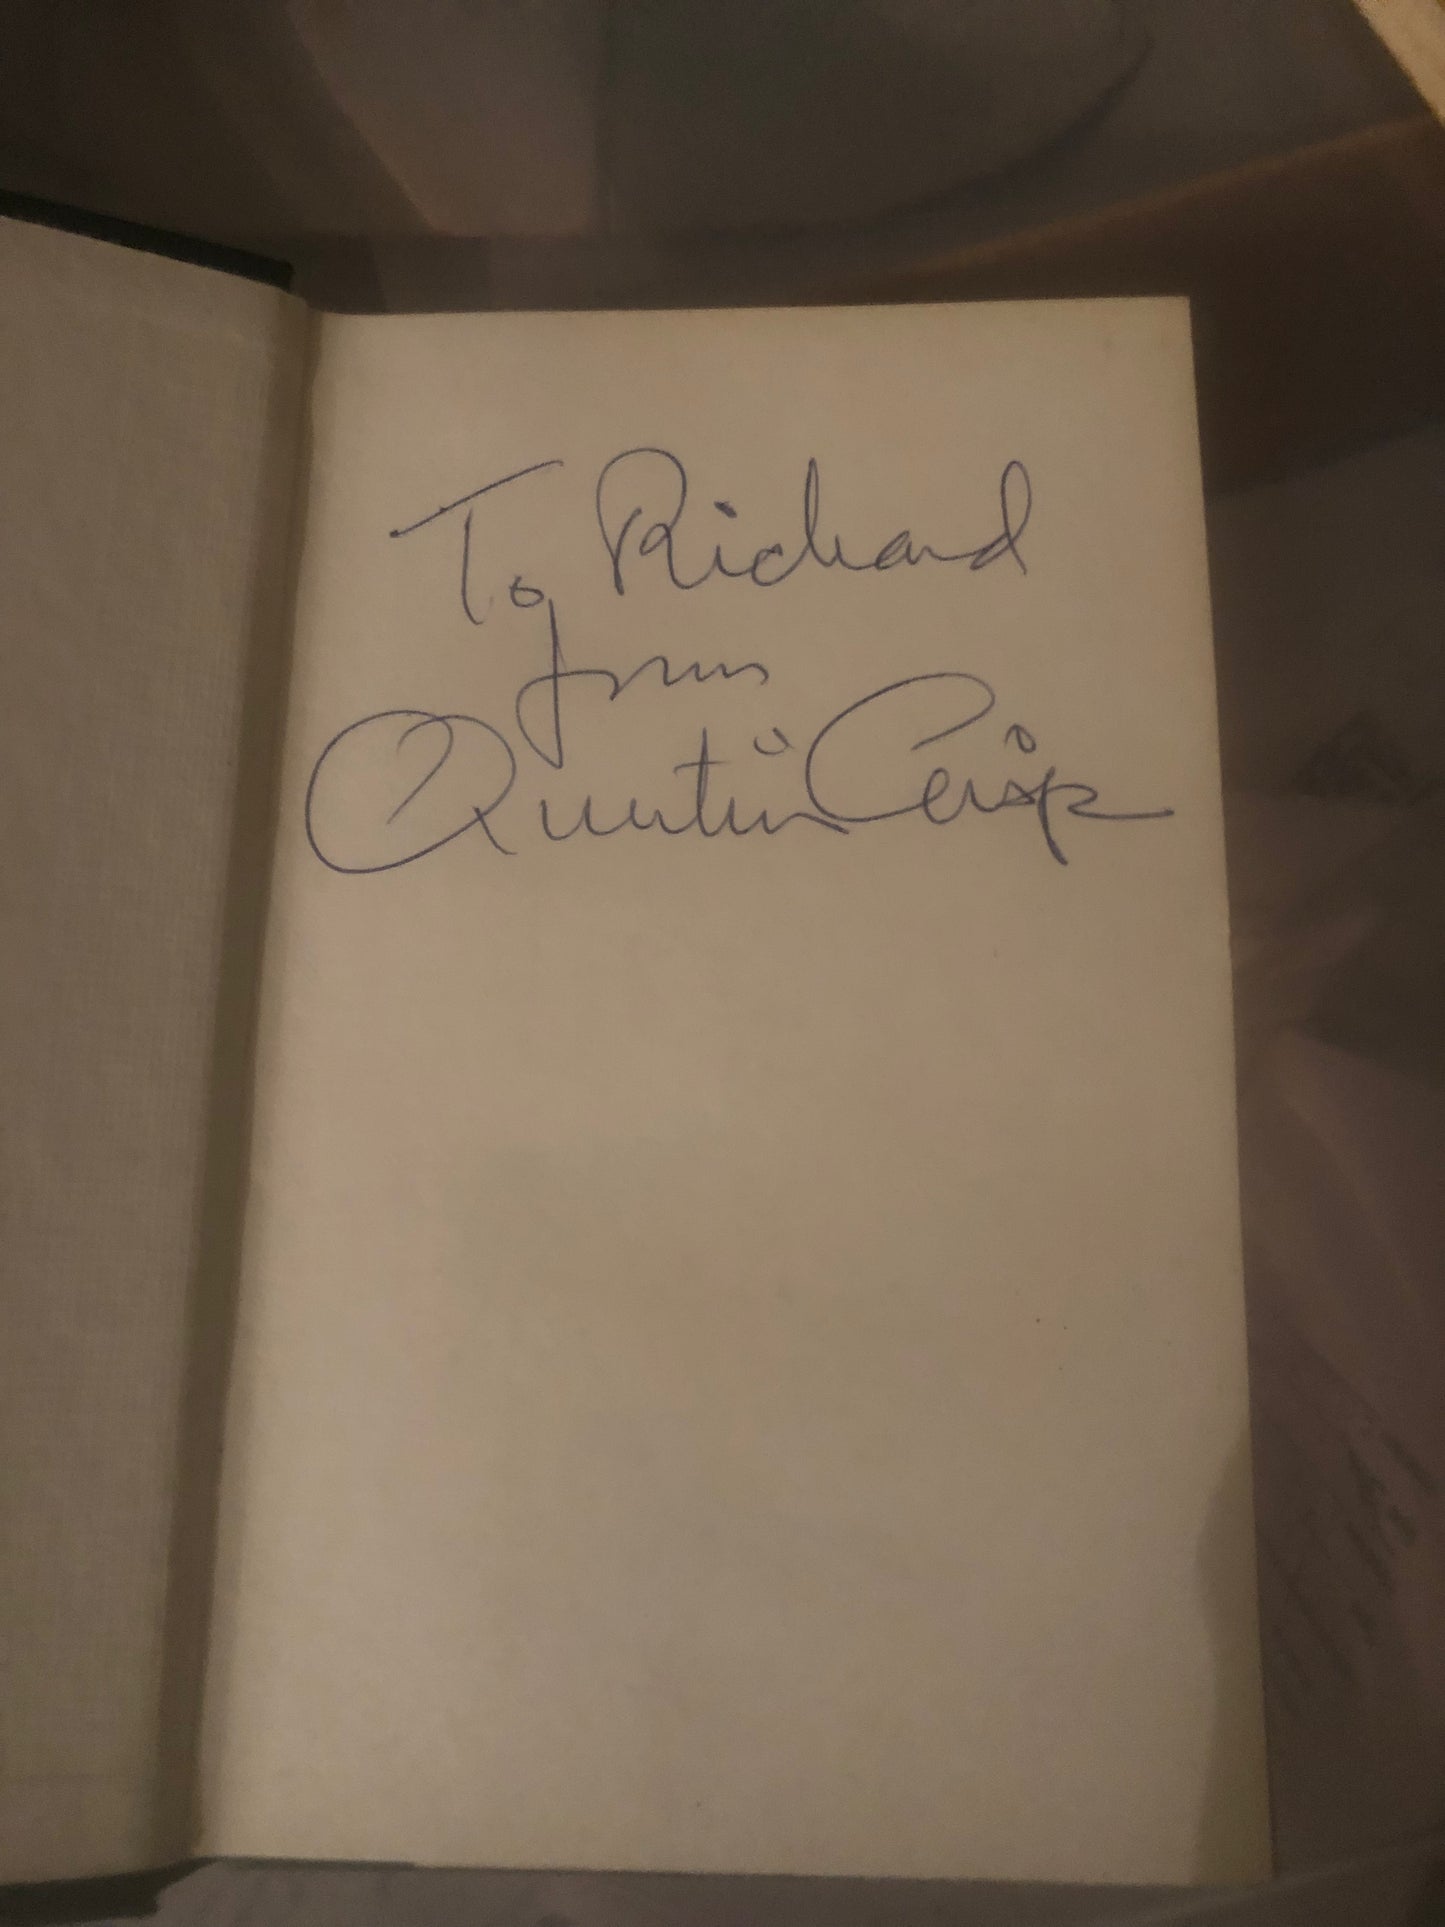 To Richard
from
Quentin Crisp